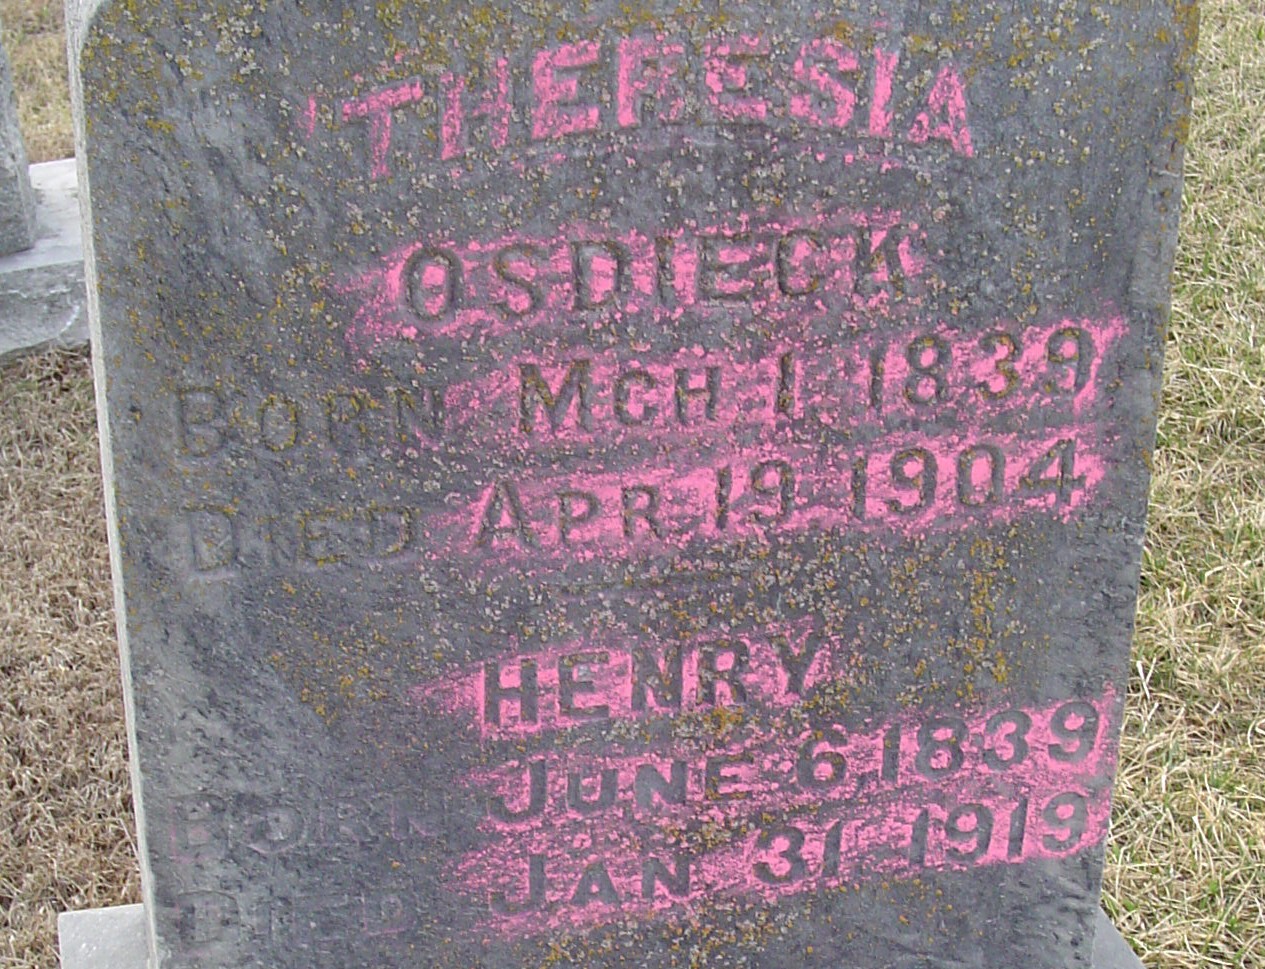 THERESIA
OSDIECK
BORN MCH 1 1839
DIED APR 19 1904
HENRY
BORN JUNE 6, 1839
DIED JAN 31 1919